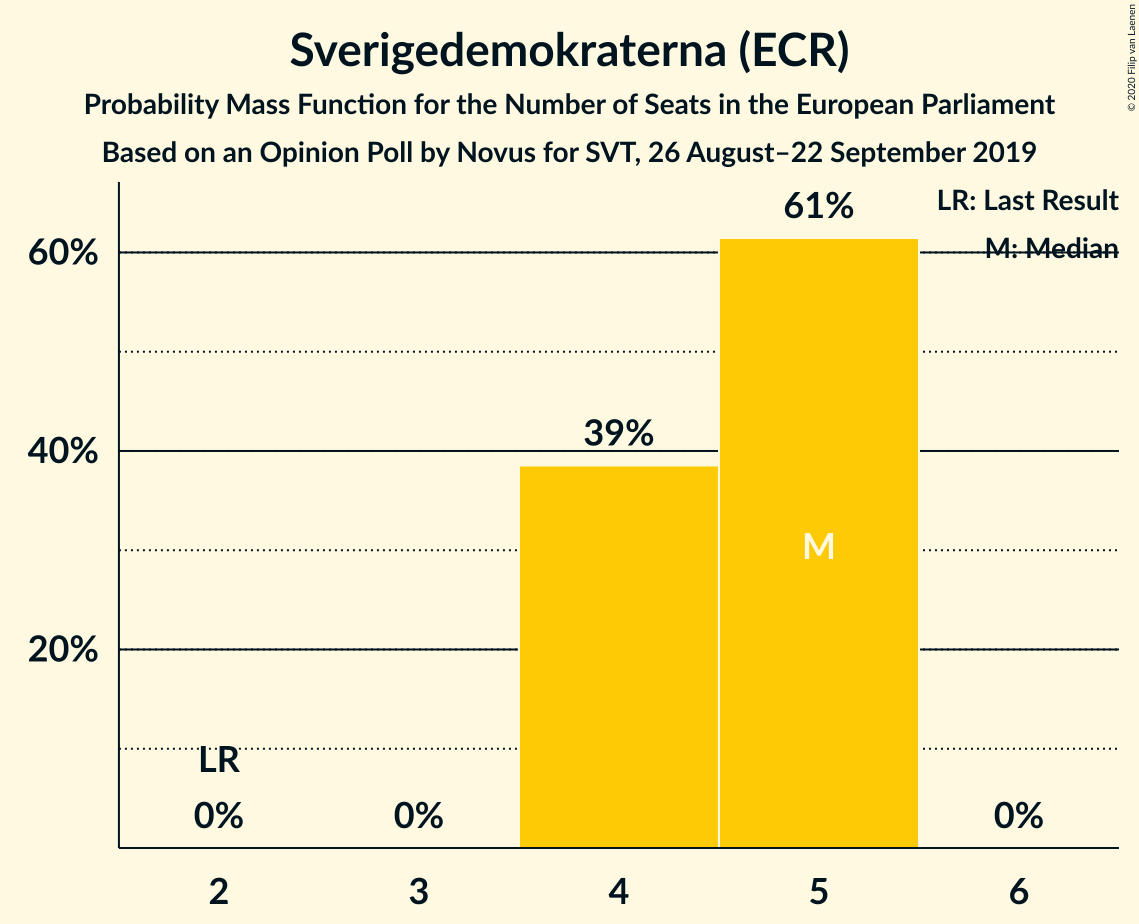 Sverigedemokraterna (ECR)
Probability Mass Function for the Number of Seats in the European Parliament
Based on an Opinion Poll by Novus for SVT, 26 August–22 September 2019
© 2020 Filip van Laenen
LR: Last Result
M: Median
60%
40%
20%
61%
39%
M
LR
0%
0%
0%
2
3
4
5
6